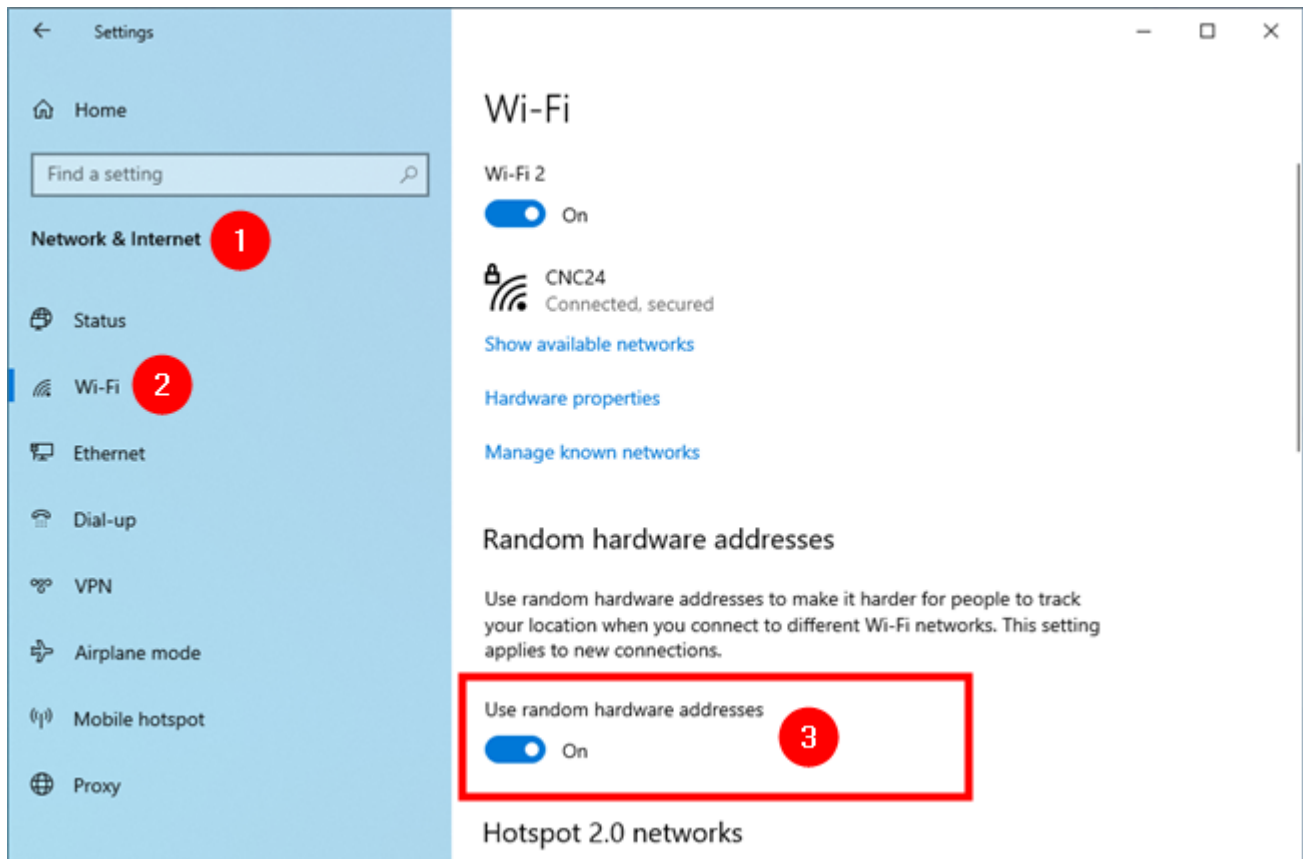 Settings
Home
Find a setting
Network & Internet 1
Status
Wi-Fi 2
Ethernet
Dial-up
VPN
Airplane mode
Mobile hotspot
Proxy
Wi-Fi
Wi-Fi 2
On
CNC24
Connected, secured
Show available networks
Hardware properties
Manage known networks
Random hardware addresses
Use random hardware addresses to make it harder for people to track
your location when you connect to different Wi-Fi networks. This setting
applies to new connections.
Use random hardware addresses
3
On
Hotspot 2.0 networks